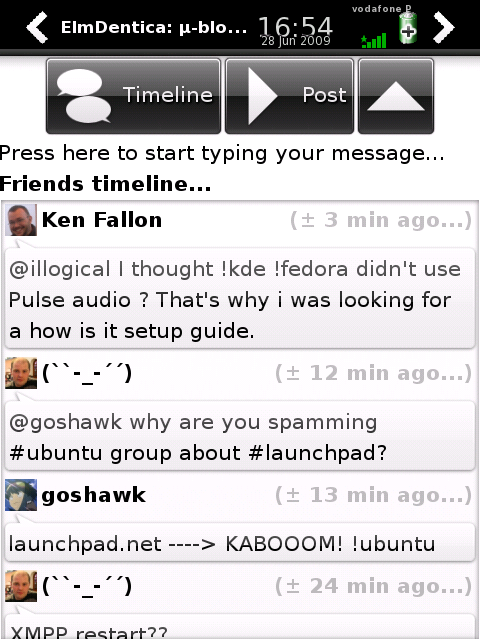 vodafone P
ElmDentica: µ-blo... 16:54
28 Jun 2009
Timeline Post
Press here to start typing your message...
Friends timeline...
Ken Fallon (± 3 min ago...)
@illogical I thought !kde !fedora didn't use
Pulse audio ? That's why i was looking for
a how is it setup guide.
(``-_-´´) (± 12 min ago...)
@goshawk why are you spamming
#ubuntu group about #launchpad?
goshawk (± 13 min ago...)
launchpad.net ----> KABOOOM! !ubuntu
(``-_-´´) (± 24 min ago...)
XMPP restart??